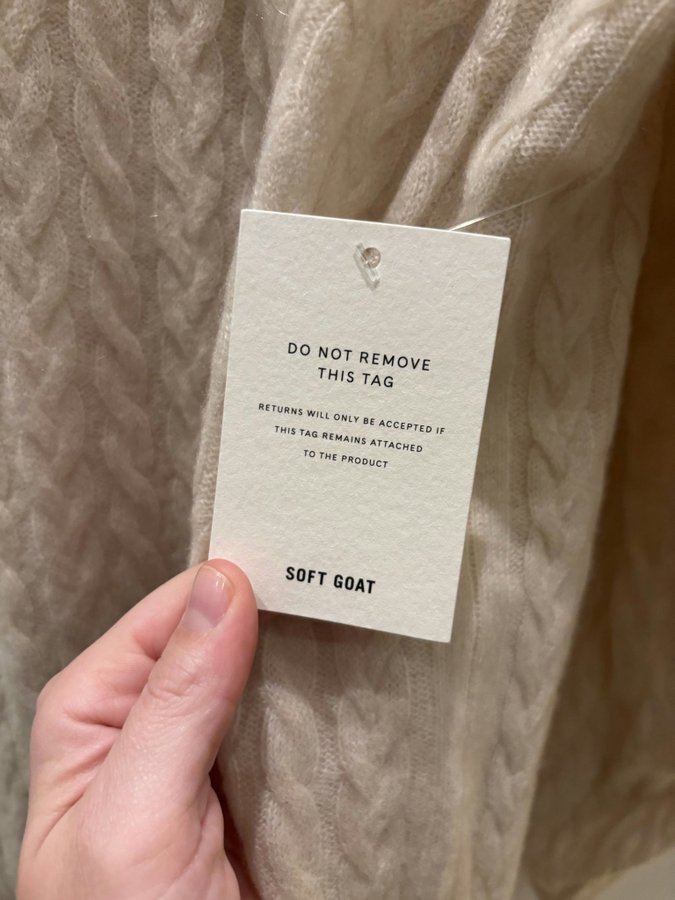 DO NOT REMOVE
THIS TAG
RETURNS WILL ONLY BE ACCEPTED IF
THIS TAG REMAINS ATTACHED
TO THE PRODUCT
SOFT GOAT